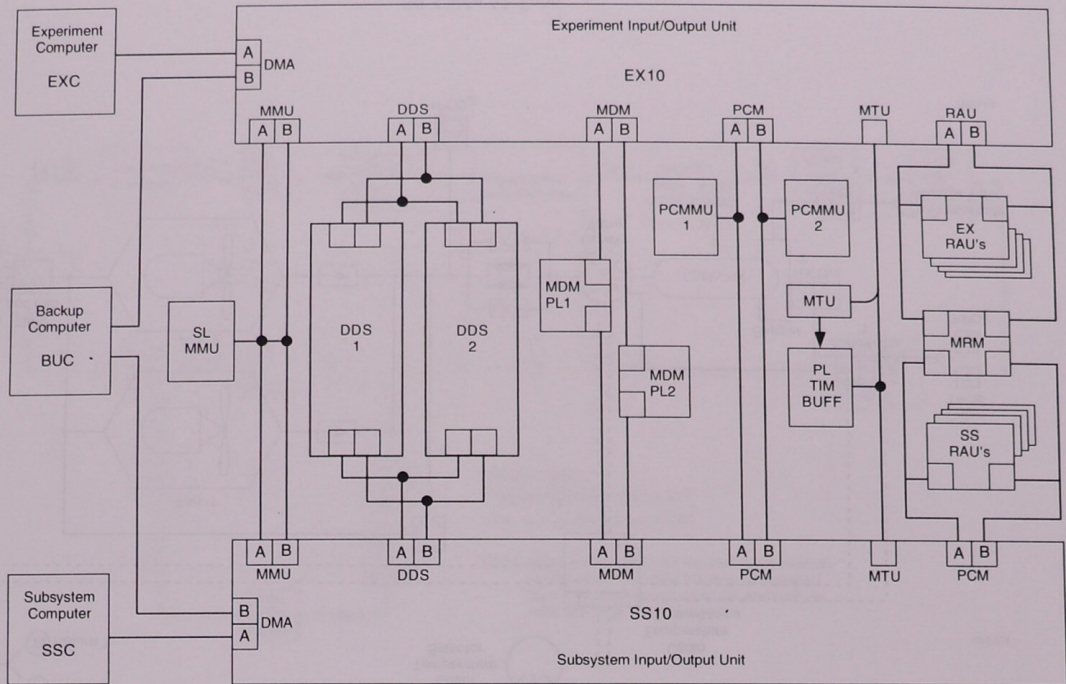 Experiment Input/Output Unit
EX10
Experiment
Computer
EXC
A
B
DMA
MMU
A B
DDS
A B
MDM
A B
PCM
A B
MTU
RAU
A B
PCMMU
1
PCMMU
2
EX
RAU's
MDM
PL1
MTU
Backup
Computer
BUC
SL
MMU
DDS
1
DDS
2
MDM
PL2
PL
TIM
BUFF
MRM
SS
RAU's
A B
MMU
A B
DDS
A B
MDM
A B
PCM
MTU
A B
PCM
Subsystem
Computer
SSC
B
A
DMA
SS10
Subsystem Input/Output Unit